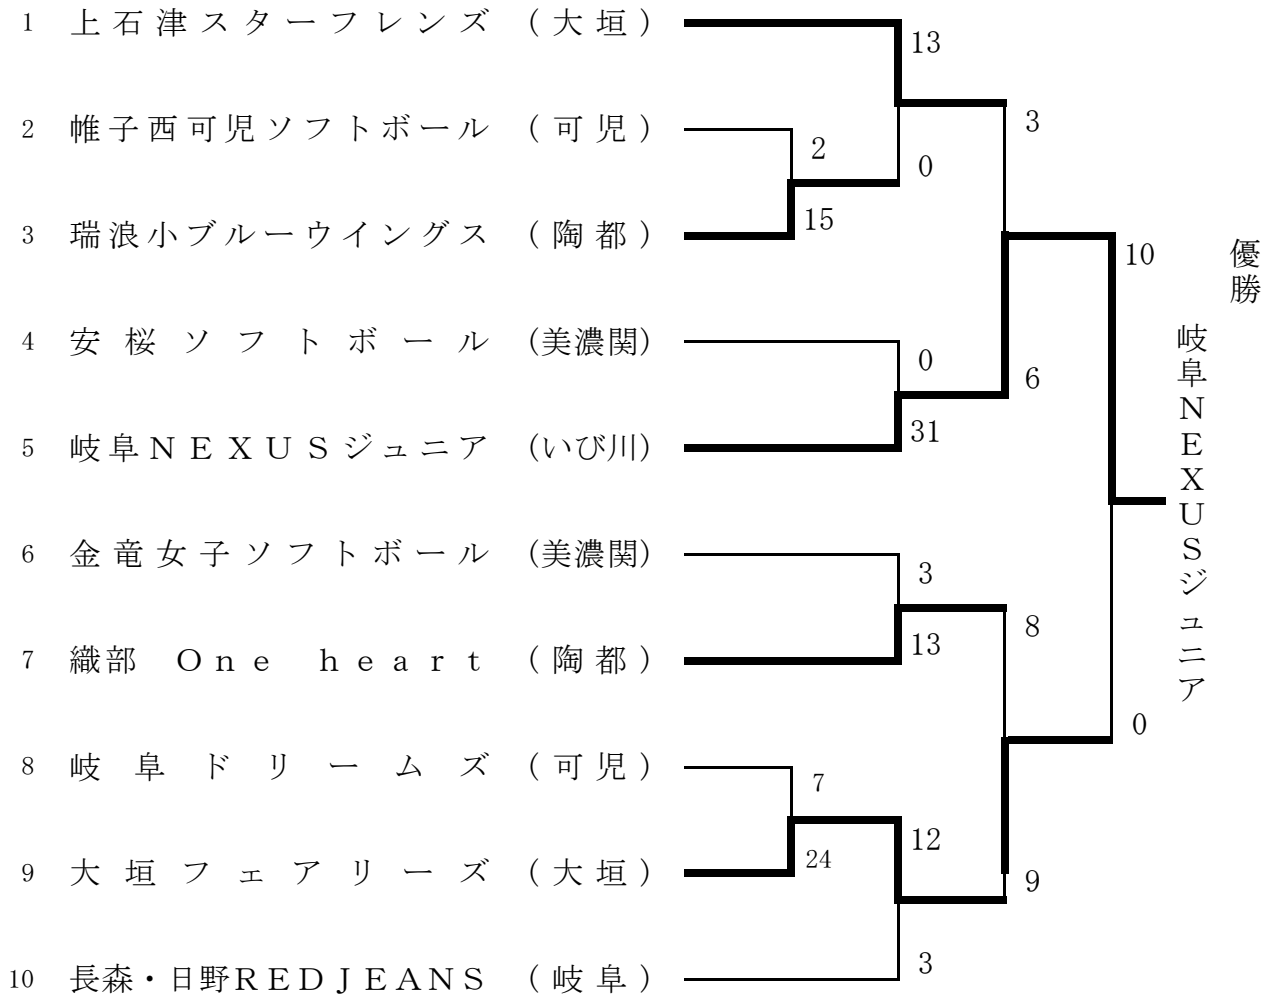 1 上石津スターフレンズ (大垣)
13
2 帷子西可児ソフトボール (可児)
2
0
3
3 瑞浪小ブルーウイングス (陶都)
15
10
4 安桜ソフトボール (美濃関)
0
6
5 岐阜ＮＥＸＵＳジュニア (いび川)
31
優勝
岐阜ＮＥＸＵＳジュニア
6 金竜女子ソフトボール (美濃関)
3
8
7 織部 Ｏｎｅ ｈｅａｒｔ (陶都)
13
0
8 岐阜ドリームズ (可児)
7
12
9 大垣フェアリーズ (大垣)
24
9
10 長森・日野ＲＥＤＪＥＡＮＳ (岐阜)
3